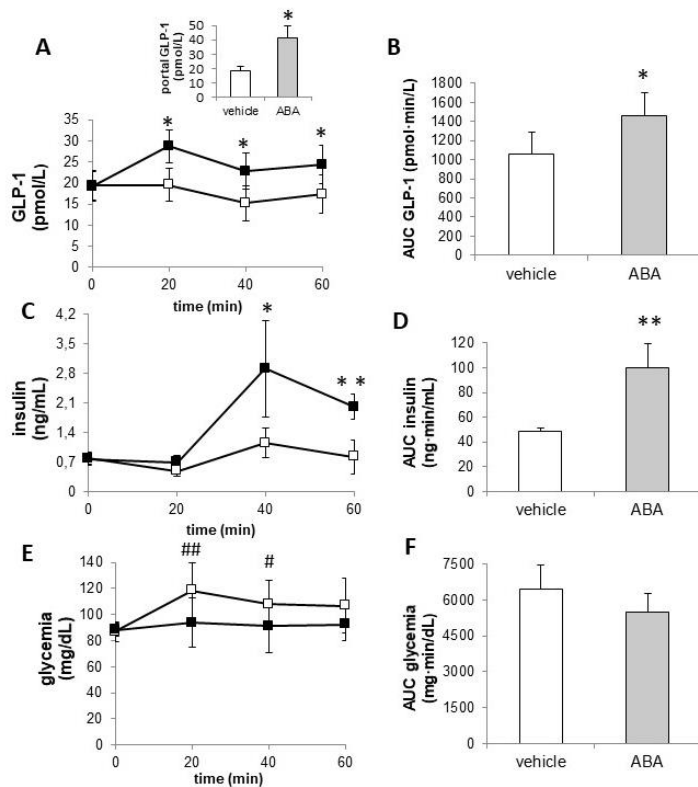 A
portal GLP-1
(pmol/L)
50
40
30
20
10
0
*
vehicle
ABA
GLP-1
(pmol/L)
35
30
25
20
15
10
5
0
*
*
*
0
20
40
60
time (min)
B
AUC GLP-1 (pmol·min/L)
1800
1600
1400
1200
1000
800
600
400
200
0
*
vehicle
ABA
C
insulin
(ng/mL)
4,2
3,5
2,8
2,1
1,4
0,7
0
*
* *
0
20
40
60
time (min)
D
AUC insulin
(ng·min/mL)
120
100
80
60
40
20
0
**
vehicle
ABA
E
glycemia
(mg/dL)
140
120
100
80
60
40
20
0
##
#
0
20
40
60
time (min)
F
AUC glycemia
(mg·min/dL)
7500
6000
4500
3000
1500
0
vehicle
ABA